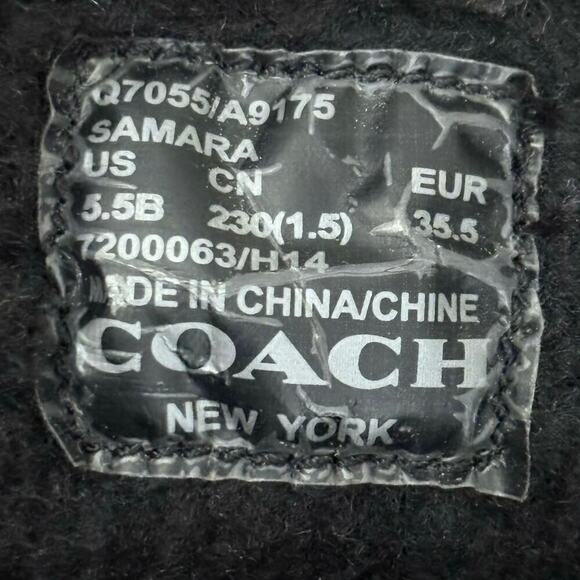 Q7055/A9175
SAMARA
US CN EUR
5.5B 230(1.5) 35.5
7200063/H14
MADE IN CHINA/CHINE
COACH
NEW YORK